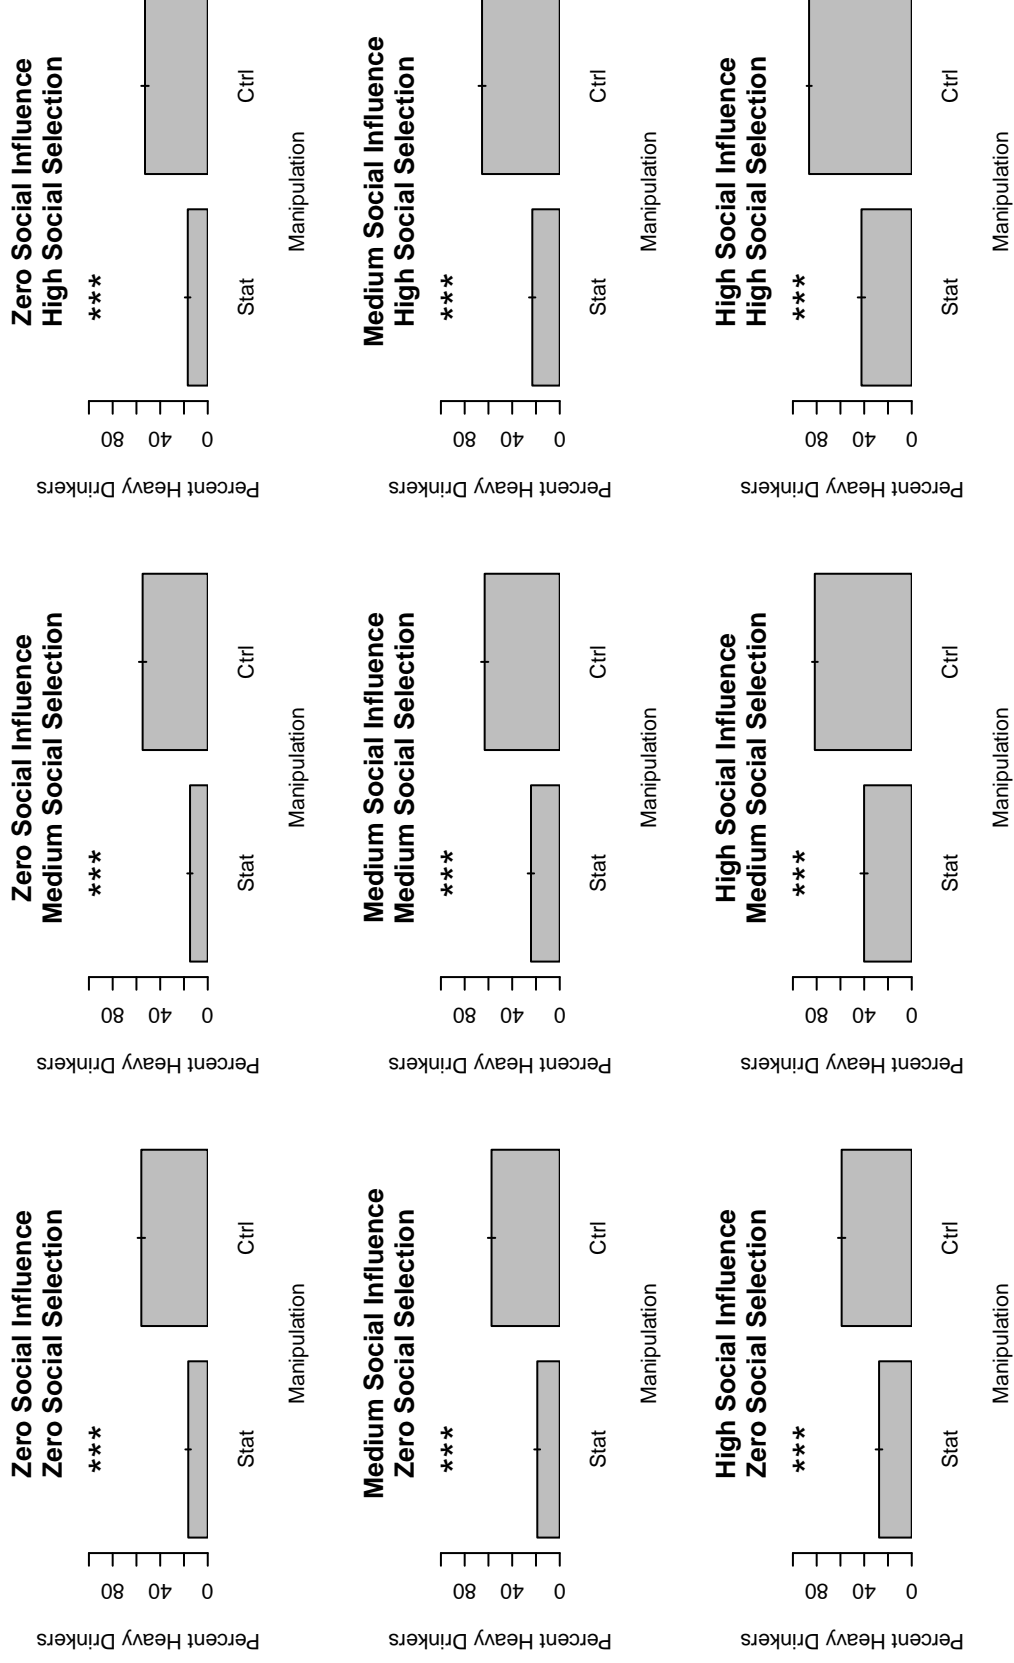 Zero Social Influence
Zero Social Selection
***
Percent Heavy Drinkers
0
40
80
Stat
Ctrl
Manipulation
Zero Social Influence
Medium Social Selection
***
Percent Heavy Drinkers
0
40
80
Stat
Ctrl
Manipulation
Zero Social Influence
High Social Selection
***
Percent Heavy Drinkers
0
40
80
Stat
Ctrl
Manipulation
Medium Social Influence
Zero Social Selection
***
Percent Heavy Drinkers
0
40
80
Stat
Ctrl
Manipulation
Medium Social Influence
Medium Social Selection
***
Percent Heavy Drinkers
0
40
80
Stat
Ctrl
Manipulation
Medium Social Influence
High Social Selection
***
Percent Heavy Drinkers
0
40
80
Stat
Ctrl
Manipulation
High Social Influence
Zero Social Selection
***
Percent Heavy Drinkers
0
40
80
Stat
Ctrl
Manipulation
High Social Influence
Medium Social Selection
***
Percent Heavy Drinkers
0
40
80
Stat
Ctrl
Manipulation
High Social Influence
High Social Selection
***
Percent Heavy Drinkers
0
40
80
Stat
Ctrl
Manipulation